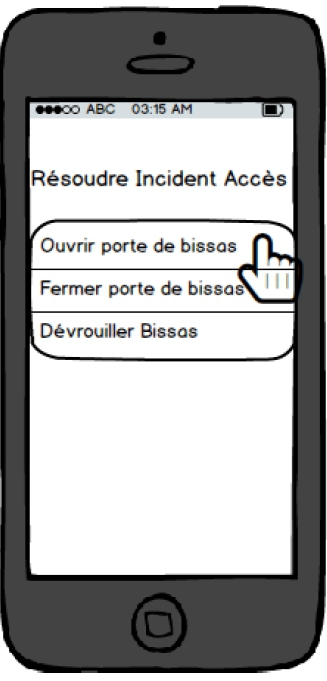 ABC 03:15 AM
Résoudre Incident Accès
Ouvrir porte de bissas
Fermer porte de bissas
Dévrouiller Bissas